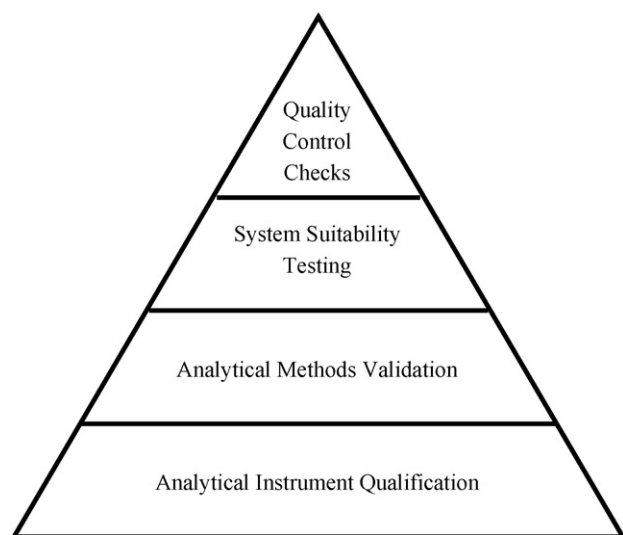 Quality
Control
Checks
System Suitability
Testing
Analytical Methods Validation
Analytical Instrument Qualification